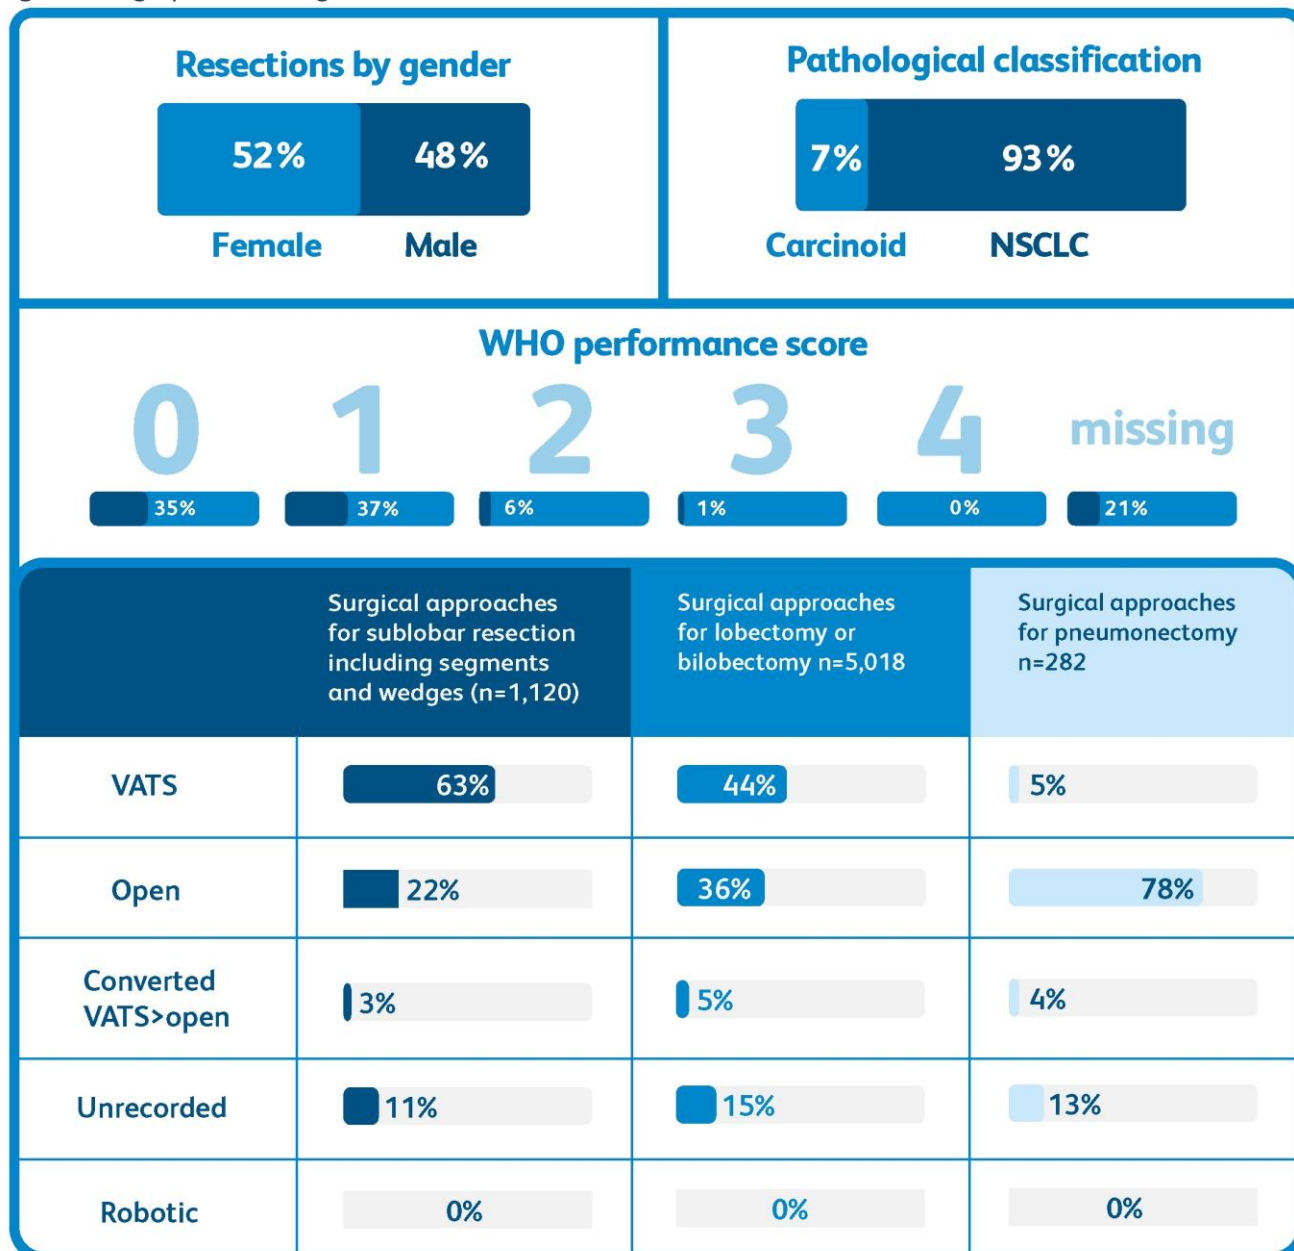 Resections by gender
52% 48%
Female Male
Pathological classification
7% 93%
Carcinoid NSCLC
WHO performance score
0 1 2 3 4 missing
35% 37% 6% 1% 0% 21%
Surgical approaches
for sublobar resection
including segments
and wedges (n=1,120)
Surgical approaches
for lobectomy or
bilobectomy n=5,018
Surgical approaches
for pneumonectomy
n=282
VATS 63% 44% 5%
Open 22% 36% 78%
Converted
VATS>open 3% 5% 4%
Unrecorded 11% 15% 13%
Robotic 0% 0% 0%